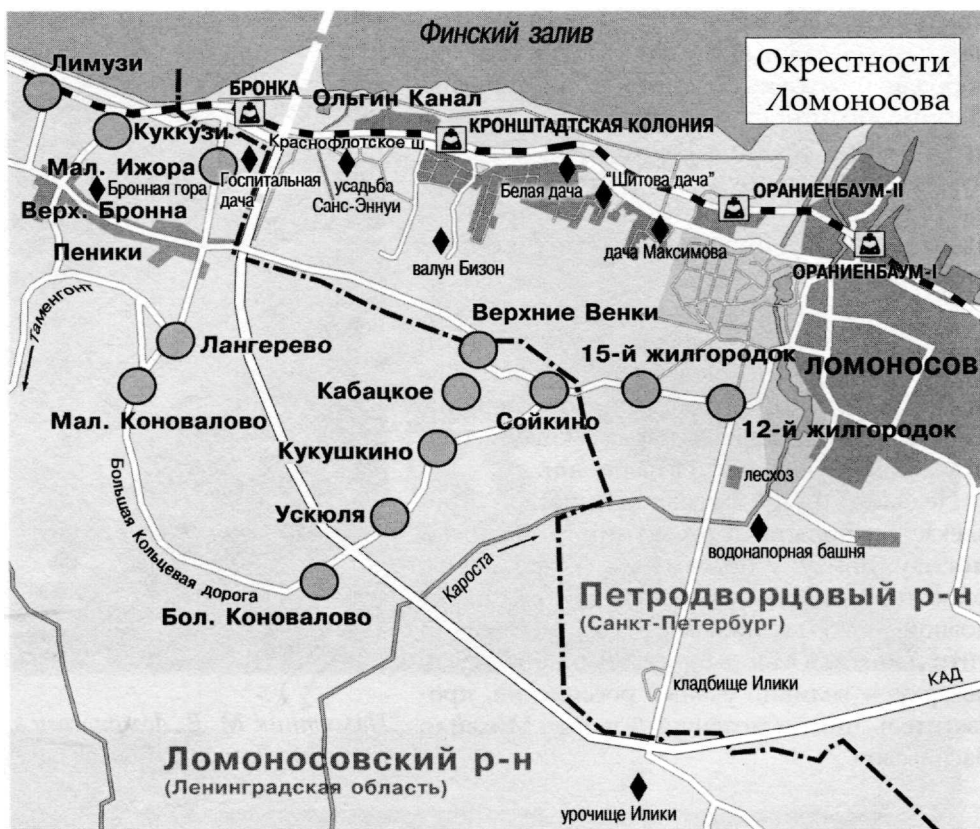 Финский залив
Окрестности
Ломоносова
Лимузи
БРОНКА
Ольгин Канал
Куккузи
Краснофлотское ш.
КРОНШТАДТСКАЯ КОЛОНИЯ
Мал. Ижора
Бронная гора
Госпитальная
дача
усадьба
Санс-Эннуи
Белая дача
"Шитова дача"
ОРАНИЕНБАУМ-II
Верх. Бронна
Пеники
валун Бизон
дача Максимова
ОРАНИЕНБАУМ-I
Таменгонт
Верхние Венки
Лангерево
15-й жилгородок
ЛОМОНОСОВ
Кабацкое
Мал. Коновалово
Сойкино
12-й жилгородок
Кукушкино
лесхоз
Ускюля
Большая Кольцевая дорога
водонапорная башня
Кароста
Бол. Коновалово
Петродворцовый р-н
(Санкт-Петербург)
кладбище Илики
КАД
Ломоносовский р-н
(Ленинградская область)
урочище Илики